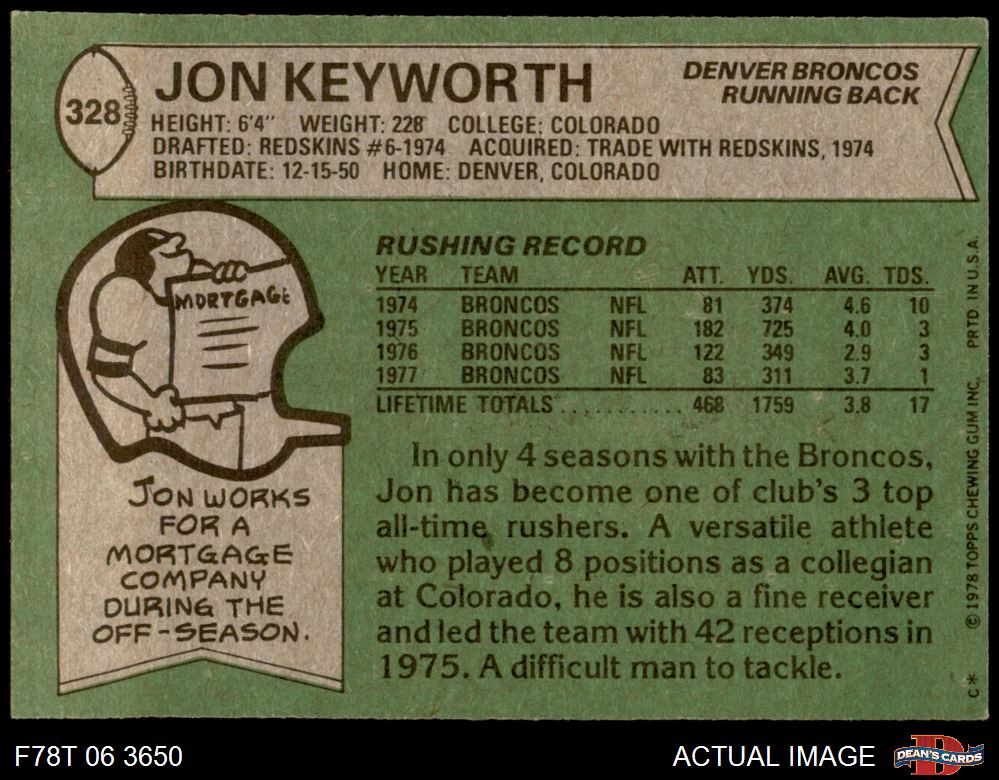 328
JON KEYWORTH
DENVER BRONCOS
RUNNING BACK
HEIGHT: 6'4" WEIGHT: 228 COLLEGE: COLORADO
DRAFTED: REDSKINS #6-1974 ACQUIRED: TRADE WITH REDSKINS, 1974
BIRTHDATE: 12-15-50 HOME: DENVER, COLORADO
MORTGAGE
JON WORKS
FOR A
MORTGAGE
COMPANY
DURING THE
OFF-SEASON.
RUSHING RECORD
YEAR TEAM ATT. YDS. AVG. TDS.
1974 BRONCOS NFL 81 374 4.6 10
1975 BRONCOS NFL 182 725 4.0 3
1976 BRONCOS NFL 122 349 2.9 3
1977 BRONCOS NFL 83 311 3.7 1
LIFETIME TOTALS ........... 468 1759 3.8 17
In only 4 seasons with the Broncos,
Jon has become one of club's 3 top
all-time rushers. A versatile athlete
who played 8 positions as a collegian
at Colorado, he is also a fine receiver
and led the team with 42 receptions in
1975. A difficult man to tackle.
C* © 1978 TOPPS CHEWING GUM INC. PRTD. IN U.S.A.
F78T 06 3650
ACTUAL IMAGE
D
DEAN'S CARDS